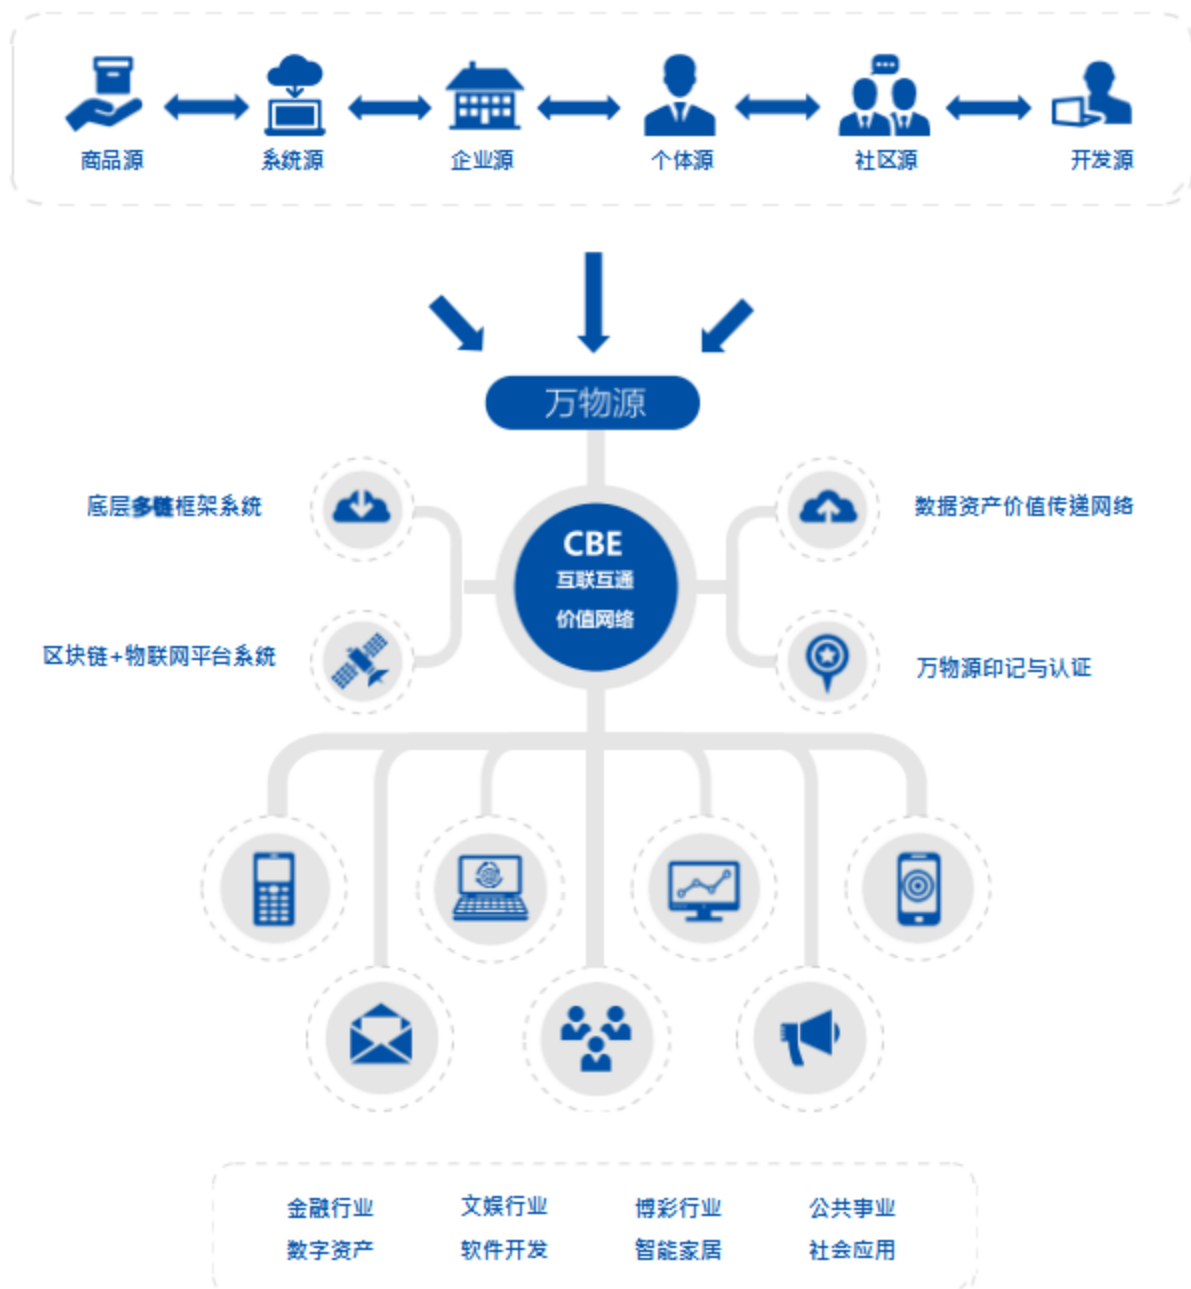 商品源 系统源 企业源 个体源 社区源 开发源
万物源
底层多链框架系统
数据资产价值传递网络
CBE
互联互通
价值网络
区块链+物联网平台系统
万物源印记与认证
金融行业 文娱行业 博彩行业 公共事业
数字资产 软件开发 智能家居 社会应用